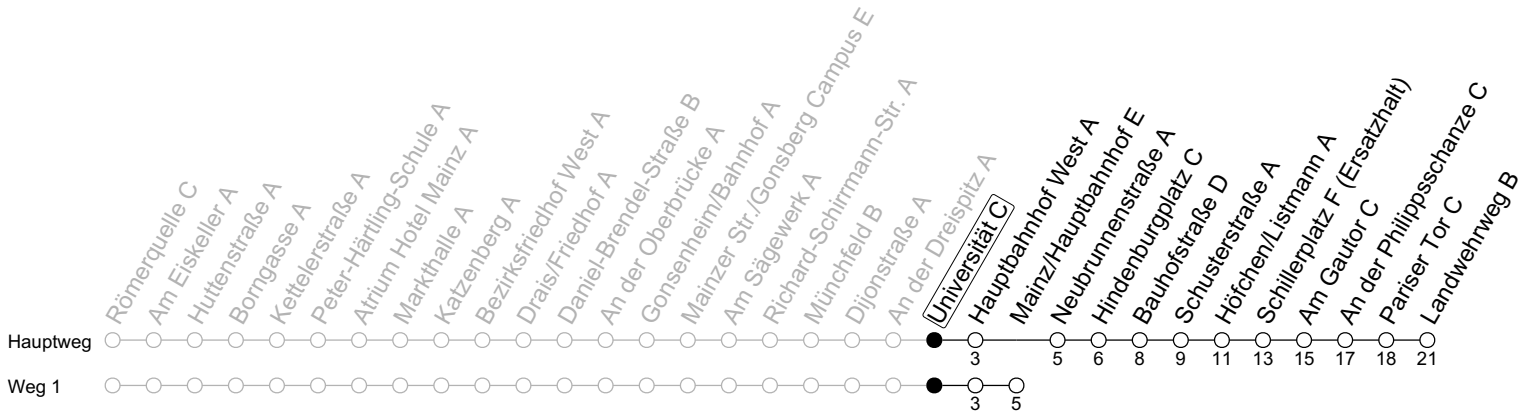 Römerquelle C
Am Eiskeller A
Huttenstraße A
Borngasse A
Kettelerstraße A
Peter-Härtling-Schule A
Atrium Hotel Mainz A
Markthalle A
Katzenberg A
Bezirksfriedhof West A
Drais/Friedhof A
Daniel-Brendel-Straße B
An der Oberbrücke A
Gonsenheim/Bahnhof A
Mainzer Str./Gonsberg Campus E
Am Sägewerk A
Richard-Schirrmann-Str. A
Münchfeld B
Dijonstraße A
An der Dreispitz A
Universität C
Hauptbahnhof West A
Mainz/Hauptbahnhof E
Neubrunnenstraße A
Hindenburgplatz C
Bauhofstraße D
Schusterstraße A
Höfchen/Listmann A
Schillerplatz F (Ersatzhalt)
Am Gautor C
An der Philippsschanze C
Pariser Tor C
Landwehrweg B
Hauptweg
3 5 6 8 9 11 13 15 17 18 21
Weg 1
3 5